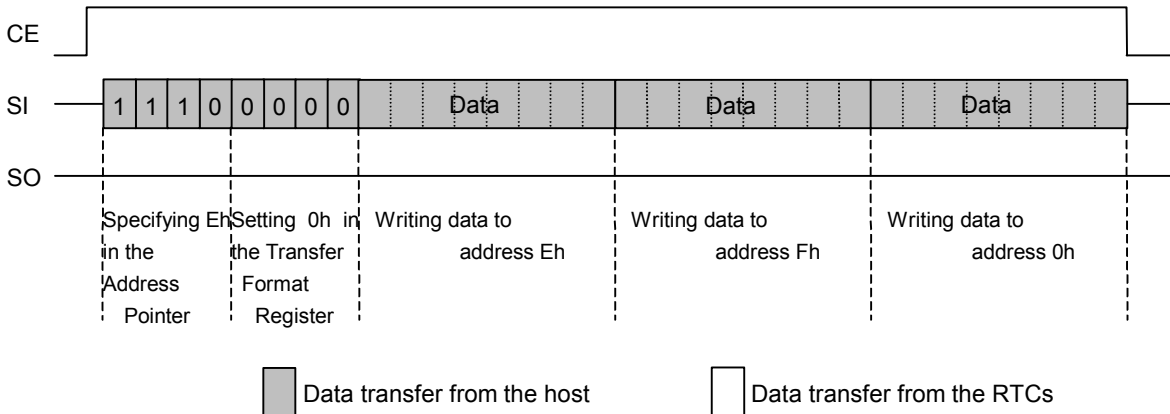 CE
SI 1 1 1 0 0 0 0 0 Data Data Data
SO
Specifying Eh
in the
Address
Pointer
Setting 0h in
the Transfer
Format
Register
Writing data to
address Eh
Writing data to
address Fh
Writing data to
address 0h
Data transfer from the host
Data transfer from the RTCs